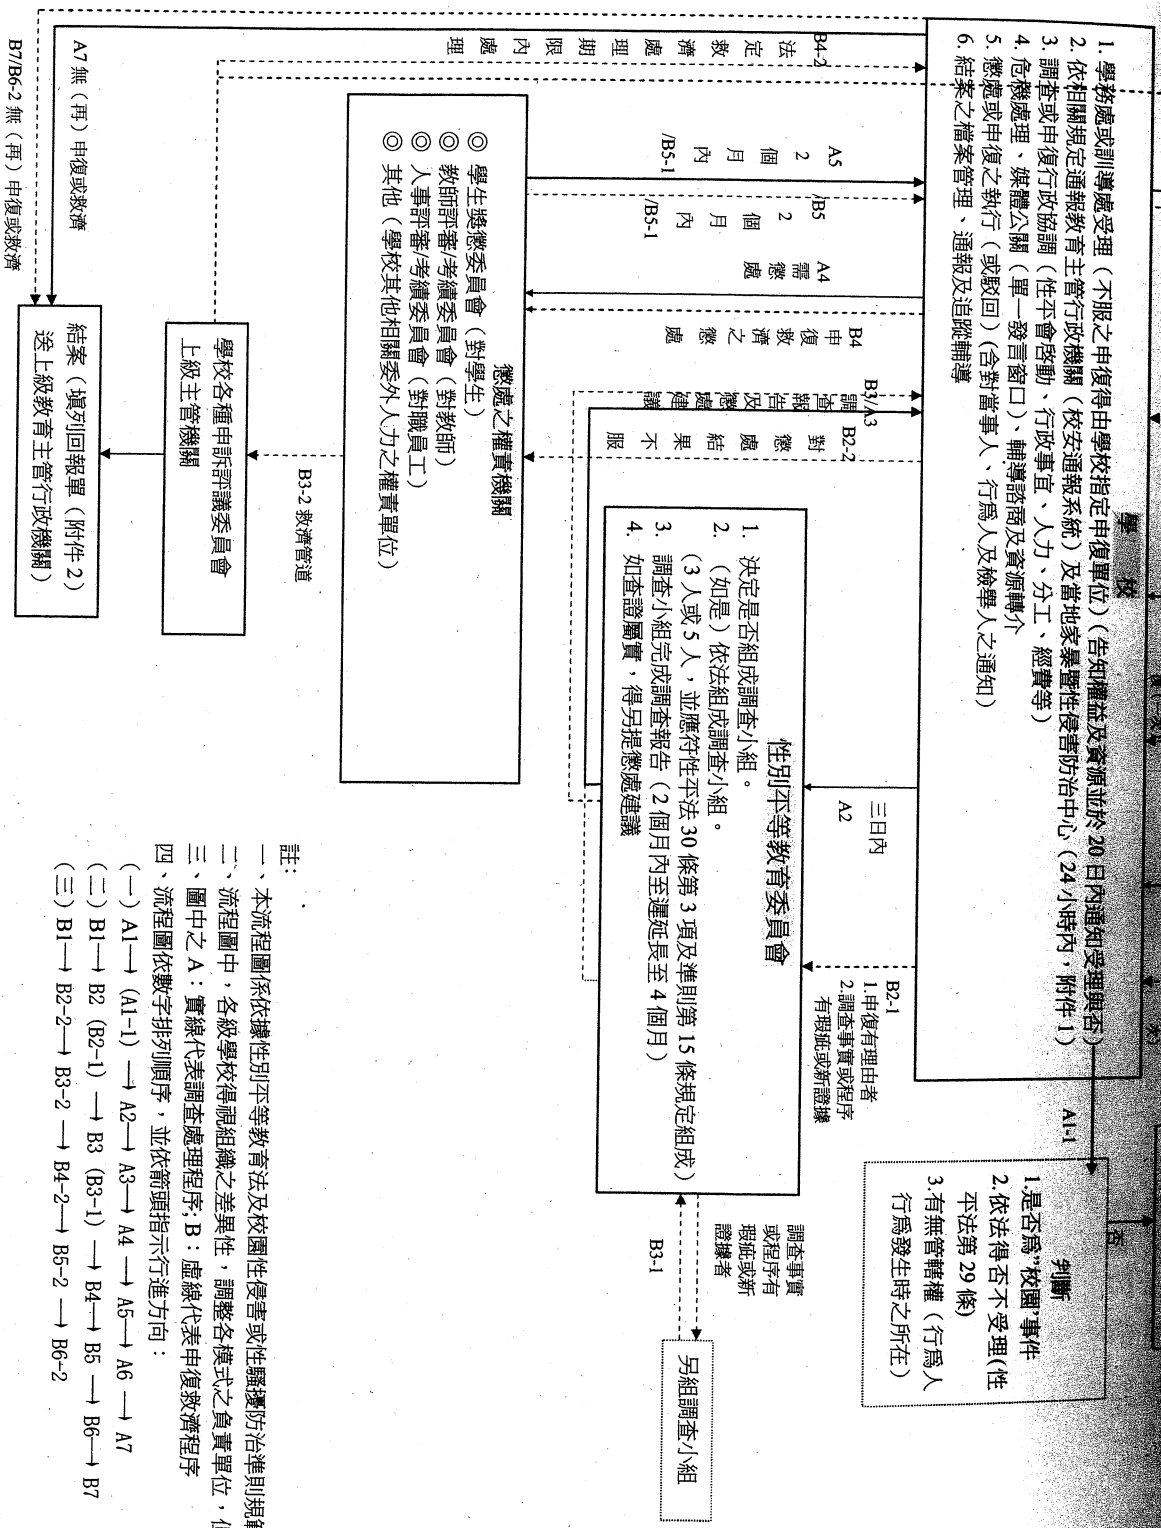 學 校
1. 學務處或訓導處受理（不服之申復得由學校指定申復單位）（告知權益及資源並於 20 日內通知受理與否）
2. 依相關規定通報教育主管行政機關（校安通報系統）及當地家暴暨性侵害防治中心（24 小時內，附件 1）
3. 調查或申復行政協調（性平會啓動、行政事宜、人力、分工、經費等）
4. 危機處理、媒體公關（單一發言窗口）、輔導諮商及資源轉介
5. 懲處或申復之執行（或駁回）（含對當事人、行爲人及檢舉人之通知）
6. 結案之檔案管理、通報及追蹤輔導
A1-1
否
判斷
1.是否爲"校園"事件
2.依法得否不受理(性
平法第 29 條)
3.有無管轄權（行爲人
行爲發生時之所在）
B4-2
法定救濟處理期限內處理
A5
2個月內
/B5-1
/B5
2個月內
/B5-1
A4
需懲處
B4
申復救濟之懲處
B3/A3
調查報告及懲處建議
B2-2
對懲處結果不服
三日內
A2
B2-1
1.申復有理由者
2.調查事實或程序
有瑕疵或新證據
性別平等教育委員會
1. 決定是否組成調查小組。
2. （如是）依法組成調查小組。
（3 人或 5 人，並應符性平法 30 條第 3 項及準則第 15 條規定組成）
3. 調查小組完成調查報告（2 個月內至遲延長至 4 個月）
4. 如查證屬實，得另提懲處建議
調查事實
或程序有
瑕疵或新
證據者
B3-1
另組調查小組
懲處之權責機關
◎ 學生獎懲委員會（對學生）
◎ 教師評審/考績委員會（對教師）
◎ 人事評審/考績委員會（對職員工）
◎ 其他（學校其他相關委外人力之權責單位）
B3-2 救濟管道
學校各種申訴評議委員會
上級主管機關
A7 無（再）申復或救濟
B7/B6-2 無（再）申復或救濟
結案（塡列回報單（附件 2）
送上級教育主管行政機關）
註：
一、本流程圖係依據性別平等教育法及校園性侵害或性騷擾防治準則規
二、流程圖中，各級學校得視組織之差異性，調整各模式之負責單位，
三、圖中之 A：實線代表調查處理程序; B：虛線代表申復救濟程序
四、流程圖依數字排列順序，並依箭頭指示行進方向：
（一）A1→ (A1-1) → A2→ A3→ A4 → A5→ A6 → A7
（二）B1→ B2 (B2-1) → B3 (B3-1) → B4→ B5 → B6→ B7
（三）B1→ B2-2→ B3-2 → B4-2→ B5-2 → B6-2